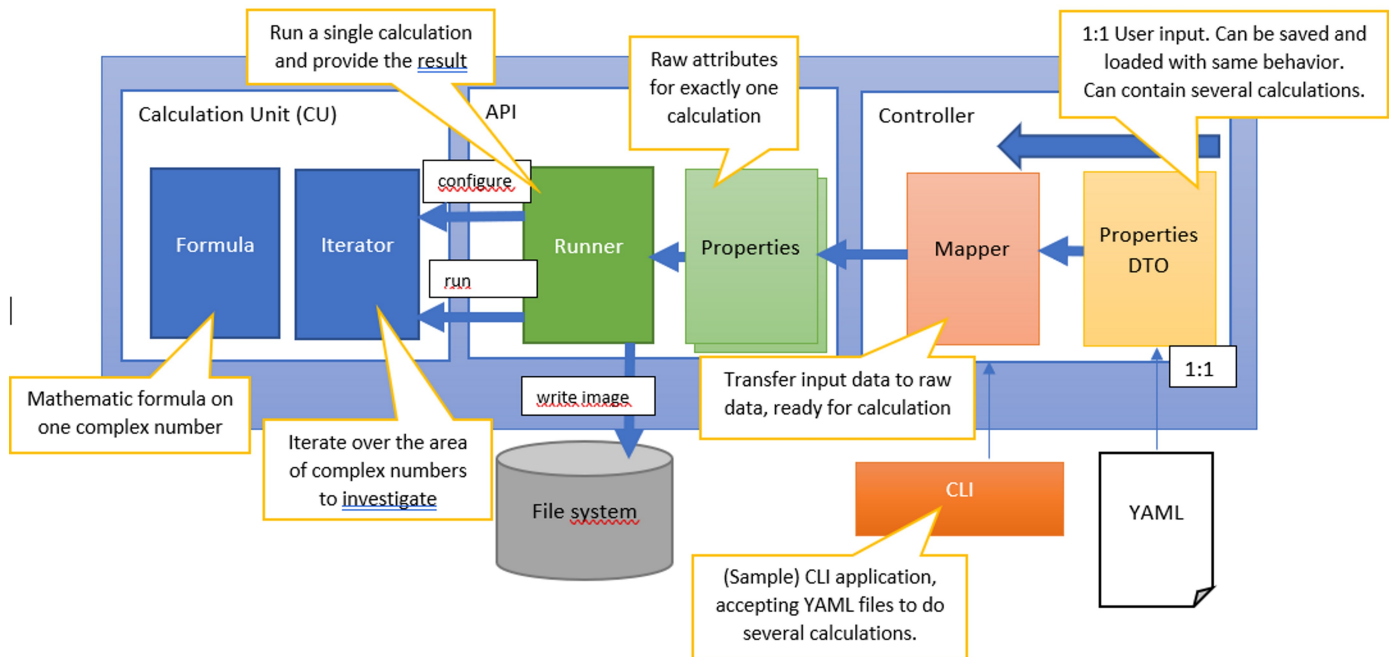 Run a single calculation
and provide the result
Raw attributes
for exactly one
calculation
1:1 User input. Can be saved and
loaded with same behavior.
Can contain several calculations.
Calculation Unit (CU)
API
Controller
configure
Formula
Iterator
Runner
Properties
Mapper
Properties
DTO
run
1:1
write image
Mathematic formula on
one complex number
Iterate over the area
of complex numbers
to investigate
Transfer input data to raw
data, ready for calculation
File system
CLI
YAML
(Sample) CLI application,
accepting YAML files to do
several calculations.